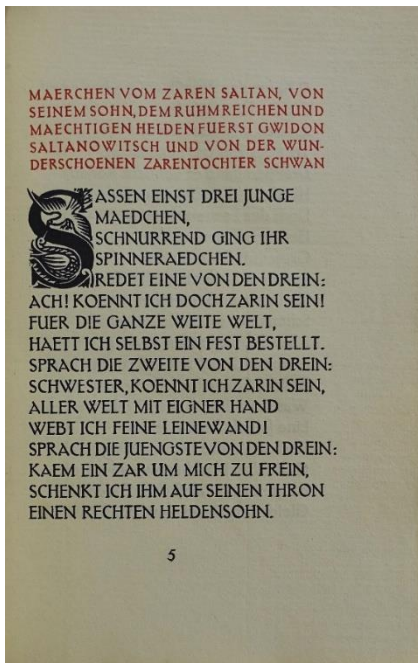 MAERCHEN VOM ZAREN SALTAN, VON
SEINEM SOHN, DEM RUHMREICHEN UND
MAECHTIGEN HELDEN FUERST GWIDON
SALTANOWITSCH UND VON DER WUN-
DERSCHOENEN ZARENTOCHTER SCHWAN
SASSEN EINST DREI JUNGE
MAEDCHEN,
SCHNURREND GING IHR
SPINNERAEDCHEN.
REDET EINE VON DEN DREIN:
ACH! KOENNT ICH DOCH ZARIN SEIN!
FUER DIE GANZE WEITE WELT,
HAETT ICH SELBST EIN FEST BESTELLT.
SPRACH DIE ZWEITE VON DEN DREIN:
SCHWESTER, KOENNT ICH ZARIN SEIN,
ALLER WELT MIT EIGNER HAND
WEBT ICH FEINE LEINEWAND!
SPRACH DIE JUENGSTE VON DEN DREIN:
KAEM EIN ZAR UM MICH ZU FREIN,
SCHENKT ICH IHM AUF SEINEN THRON
EINEN RECHTEN HELDENSOHN.
5